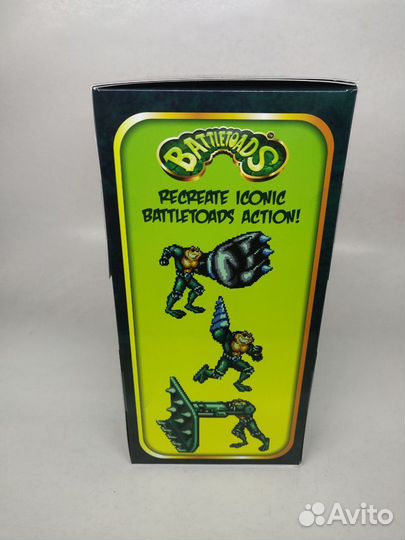 BATTLETOADS
RECREATE ICONIC
BATTLETOADS ACTION!
Avito